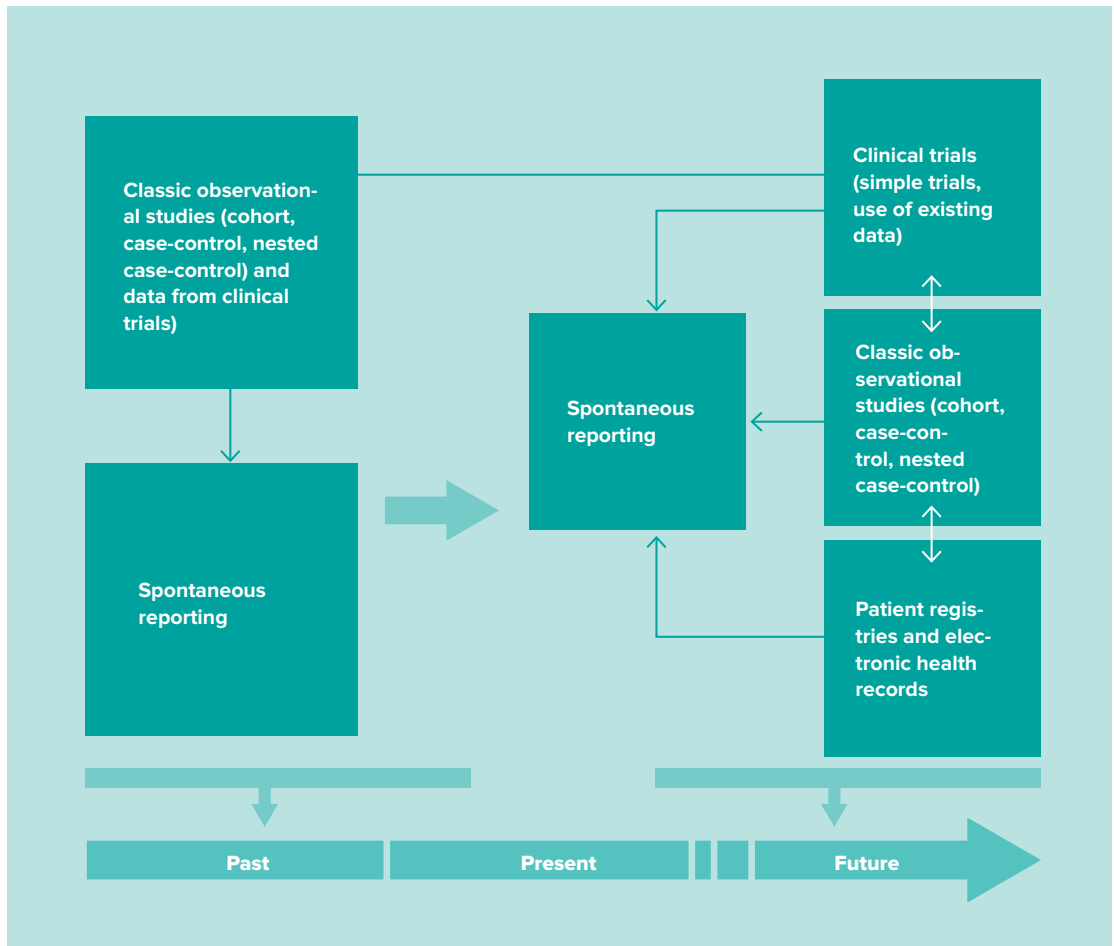 Classic observation-
al studies (cohort,
case-control, nested
case-control) and
data from clinical
trials)
Spontaneous
reporting
Spontaneous
reporting
Clinical trials
(simple trials,
use of existing
data)
Classic ob-
servational
studies (cohort,
case-con-
trol, nested
case-control)
Patient regis-
tries and elec-
tronic health
records
Past
Present
Future